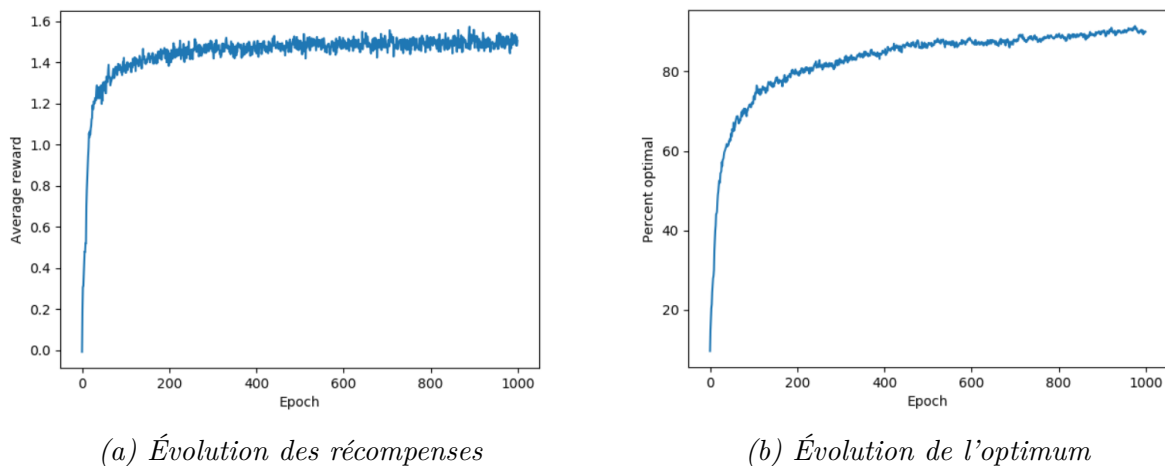 1.6
1.4
1.2
1.0
0.8
0.6
0.4
0.2
0.0
Average reward
0 200 400 600 800 1000
Epoch
(a) Évolution des récompenses
80
60
40
20
Percent optimal
0 200 400 600 800 1000
Epoch
(b) Évolution de l'optimum